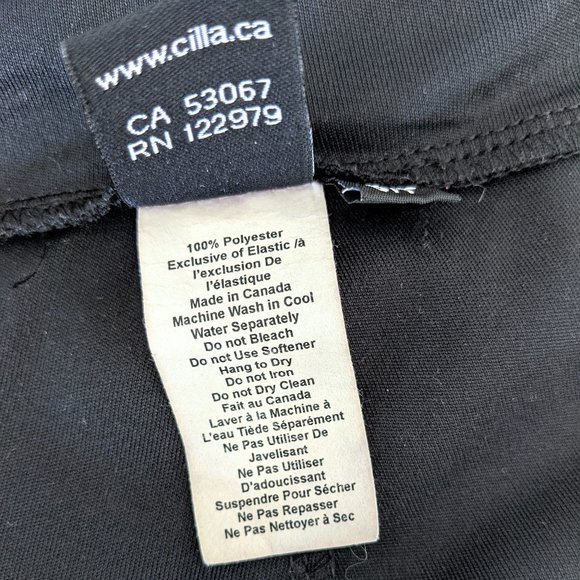 www.cilla.ca
CA 53067
RN 122979
100% Polyester
Exclusive of Elastic /à
l'exclusion De
l'élastique
Made in Canada
Machine Wash in Cool
Water Separately
Do not Bleach
Do not Use Softener
Hang to Dry
Do not Iron
Do not Dry Clean
Fait au Canada
Laver à la Machine à
L'eau Tiède Séparément
Ne Pas Utiliser De
Javelisant
Ne Pas Utiliser
D'adoucissant
Suspendre Pour Sécher
Ne Pas Repasser
Ne Pas Nettoyer à Sec